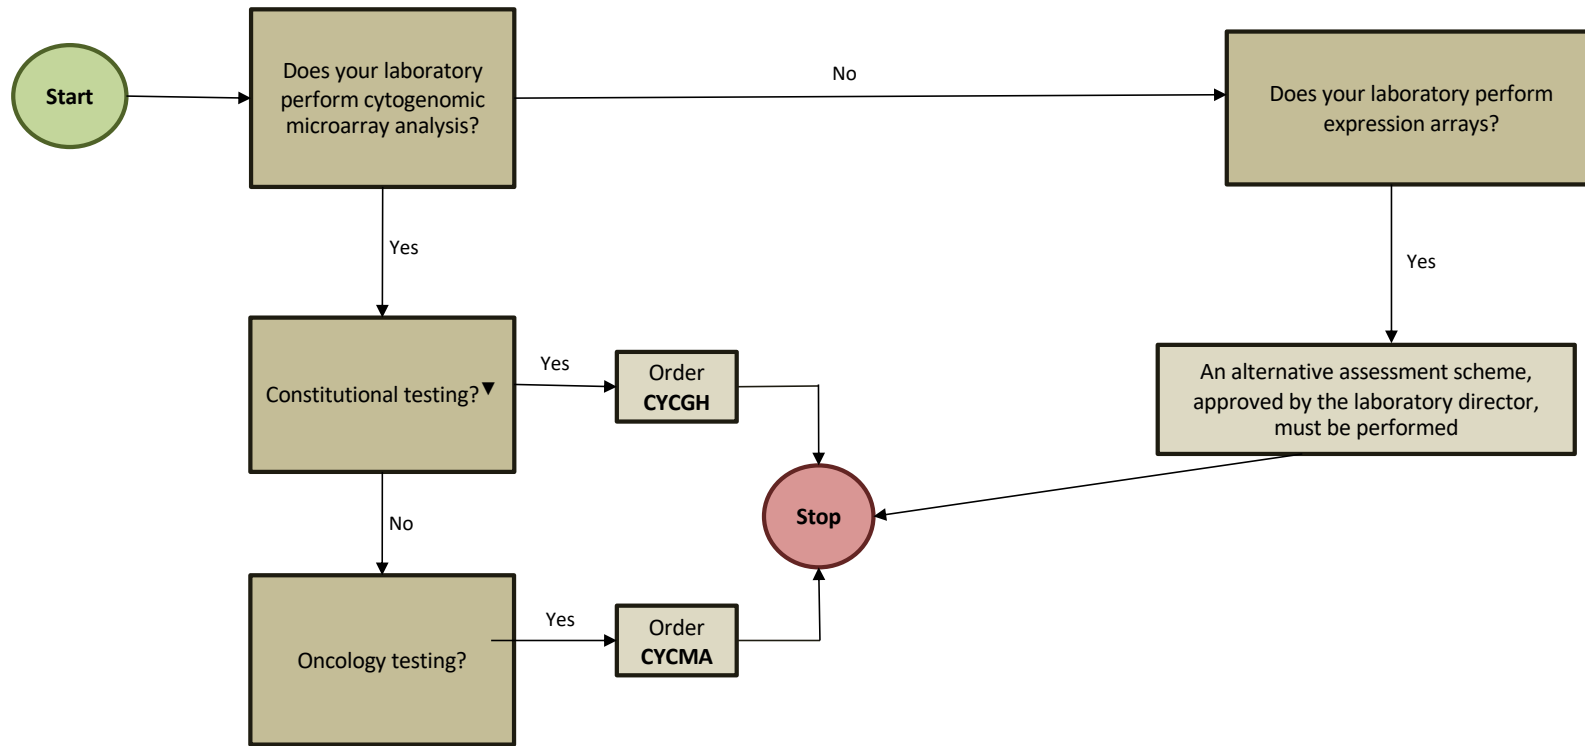 Start
Does your laboratory
perform cytogenomic
microarray analysis?
No
Does your laboratory perform
expression arrays?
Yes
Yes
Constitutional testing?▼
Yes
Order
CYCGH
An alternative assessment scheme,
approved by the laboratory director,
must be performed
Stop
No
Oncology testing?
Yes
Order
CYCMA